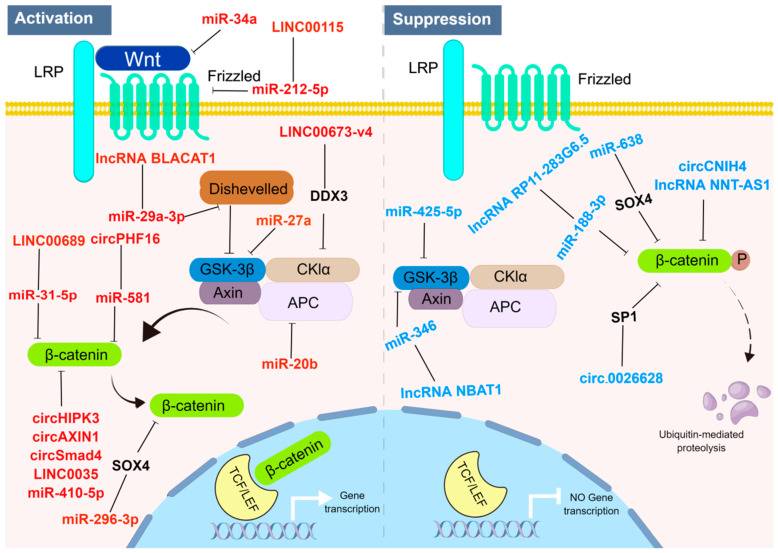 Activation
miR-34a
LINC00115
Wnt
LRP
Frizzled
miR-212-5p
LINC00673-v4
lncRNA BLACAT1
Dishevelled
DDX3
miR-29a-3p
miR-27a
LINC00689
circPHF16
GSK-3β
CKIα
Axin
APC
miR-31-5p
miR-581
β-catenin
miR-20b
β-catenin
circHIPK3
circAXIN1
circSmad4
LINC0035
miR-410-5p
SOX4
miR-296-3p
β-catenin
TCF/LEF
Gene
transcription
Suppression
LRP
Frizzled
lncRNA RP11-283G6.5
miR-638
circCNIH4
lncRNA NNT-AS1
miR-425-5p
miR-188-3p
SOX4
β-catenin
P
GSK-3β
CKIα
Axin
APC
SP1
miR-346
circ.0026628
lncRNA NBAT1
Ubiquitin-mediated
proteolysis
TCF/LEF
NO Gene
transcription